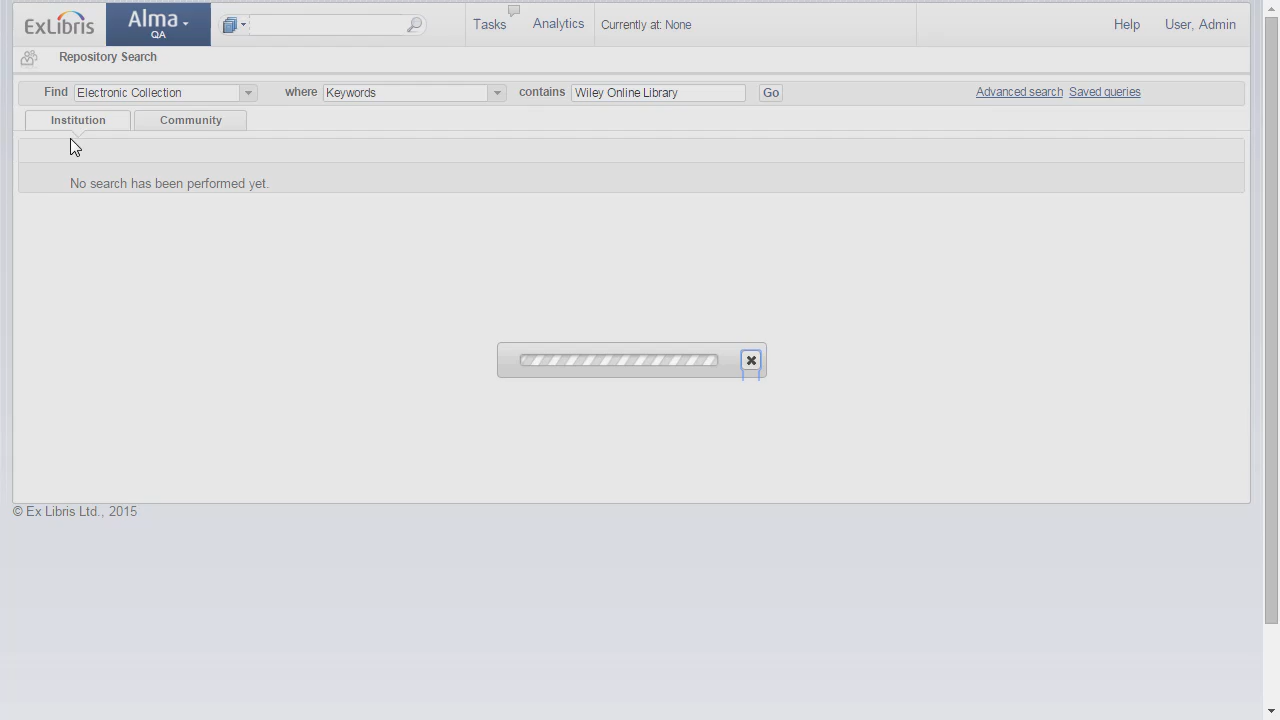 ExLibris Alma QA Tasks Analytics Currently at: None Help User, Admin
Repository Search
Find Electronic Collection where Keywords contains Wiley Online Library Go Advanced search Saved queries
Institution Community
No search has been performed yet.
© Ex Libris Ltd., 2015